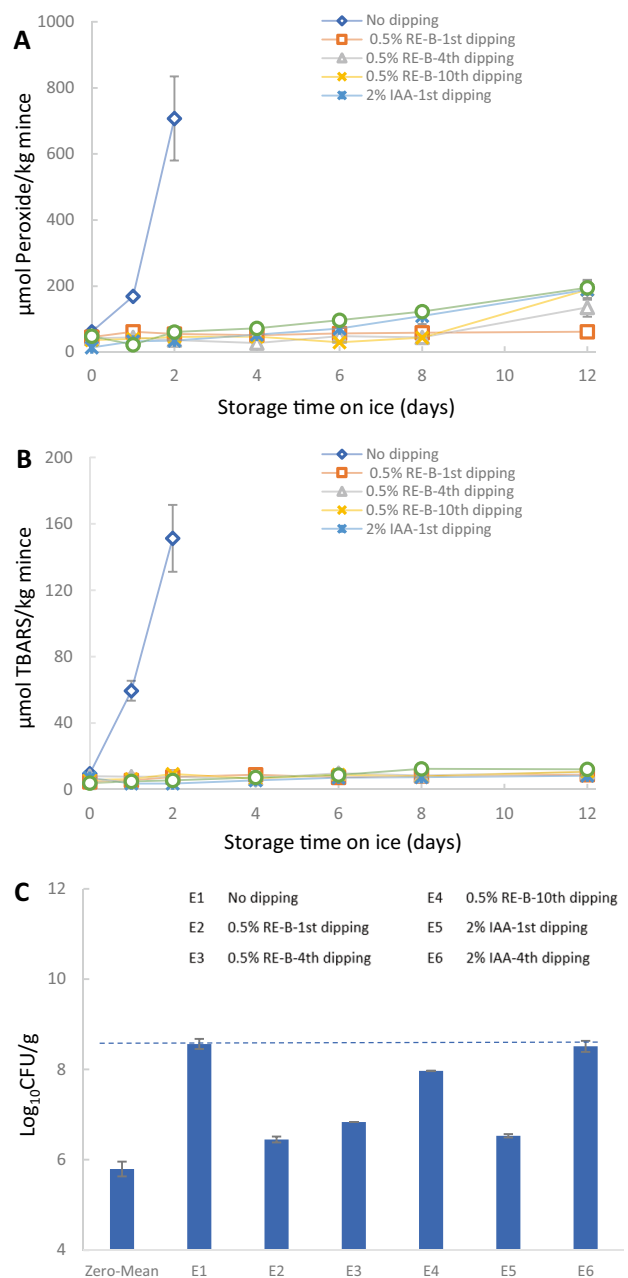 A
1000
800
600
400
200
0
µmol Peroxide/kg mince
No dipping
0.5% RE-B-1st dipping
0.5% RE-B-4th dipping
0.5% RE-B-10th dipping
2% IAA-1st dipping
0 2 4 6 8 10 12
Storage time on ice (days)
B
200
160
120
80
40
0
µmol TBARS/kg mince
No dipping
0.5% RE-B-1st dipping
0.5% RE-B-4th dipping
0.5% RE-B-10th dipping
2% IAA-1st dipping
0 2 4 6 8 10 12
Storage time on ice (days)
C
12
10
8
6
4
Log10CFU/g
E1 No dipping E4 0.5% RE-B-10th dipping
E2 0.5% RE-B-1st dipping E5 2% IAA-1st dipping
E3 0.5% RE-B-4th dipping E6 2% IAA-4th dipping
Zero-Mean E1 E2 E3 E4 E5 E6